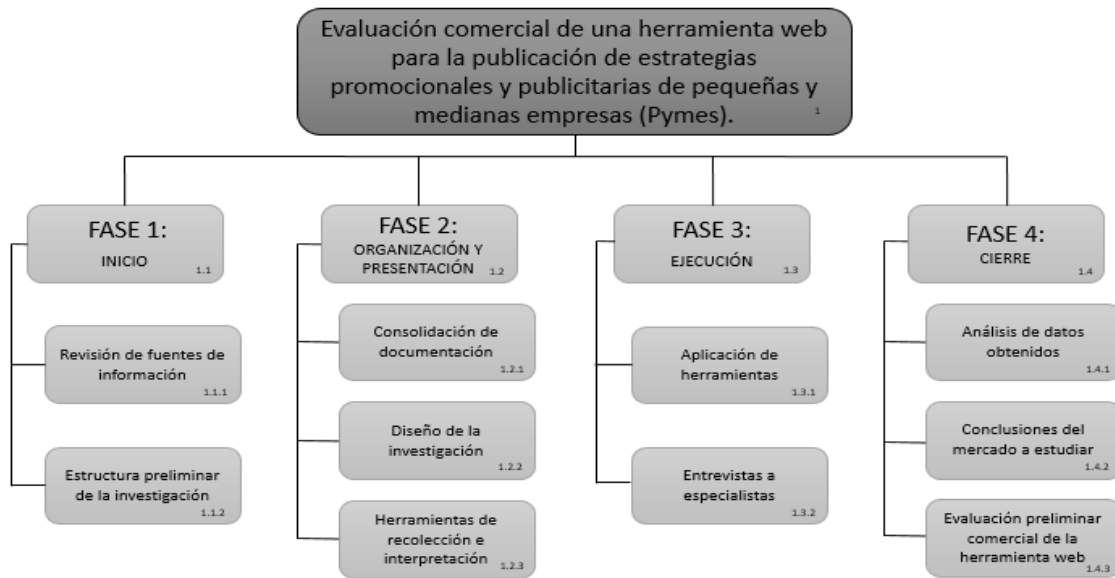 Evaluación comercial de una herramienta web
para la publicación de estrategias
promocionales y publicitarias de pequeñas y
medianas empresas (Pymes).
1
FASE 1:
INICIO
1.1
Revisión de fuentes de
información
1.1.1
Estructura preliminar
de la investigación
1.1.2
FASE 2:
ORGANIZACIÓN Y
PRESENTACIÓN
1.2
Consolidación de
documentación
1.2.1
Diseño de la
investigación
1.2.2
Herramientas de
recolección e
interpretación
1.2.3
FASE 3:
EJECUCIÓN
1.3
Aplicación de
herramientas
1.3.1
Entrevistas a
especialistas
1.3.2
FASE 4:
CIERRE
1.4
Análisis de datos
obtenidos
1.4.1
Conclusiones del
mercado a estudiar
1.4.2
Evaluación preliminar
comercial de la
herramienta web
1.4.3